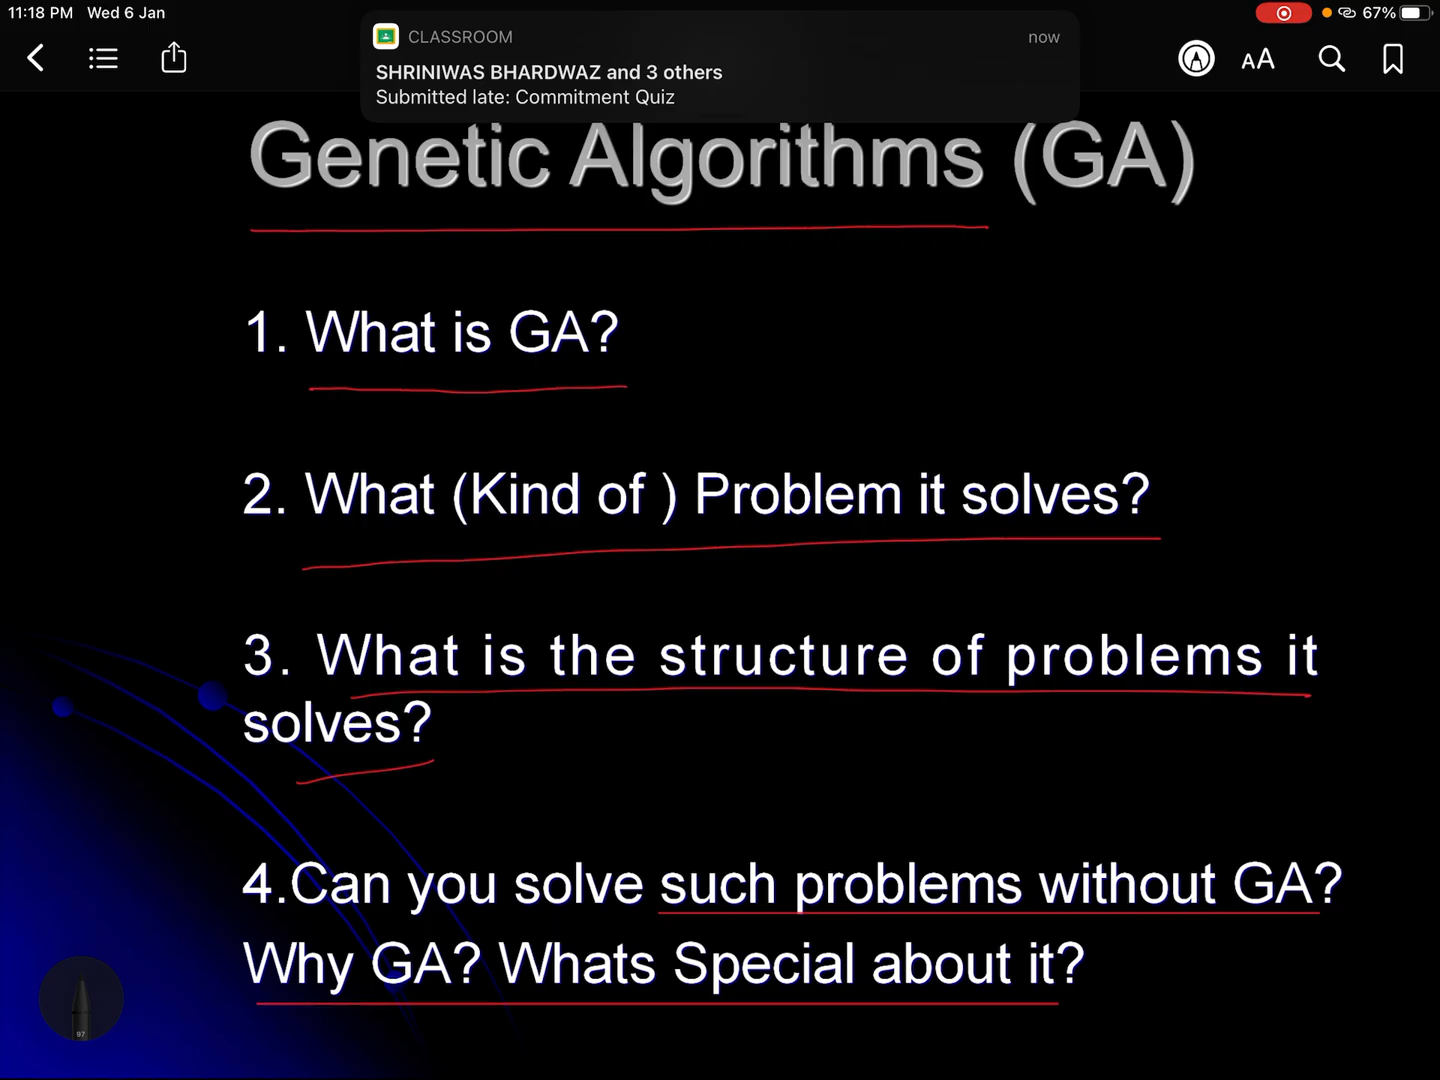 11:18 PM Wed 6 Jan
67%
CLASSROOM now
SHRINIWAS BHARDWAZ and 3 others
Submitted late: Commitment Quiz
AA
Genetic Algorithms (GA)
1. What is GA?
2. What (Kind of ) Problem it solves?
3. What is the structure of problems it
solves?
4.Can you solve such problems without GA?
Why GA? Whats Special about it?
97